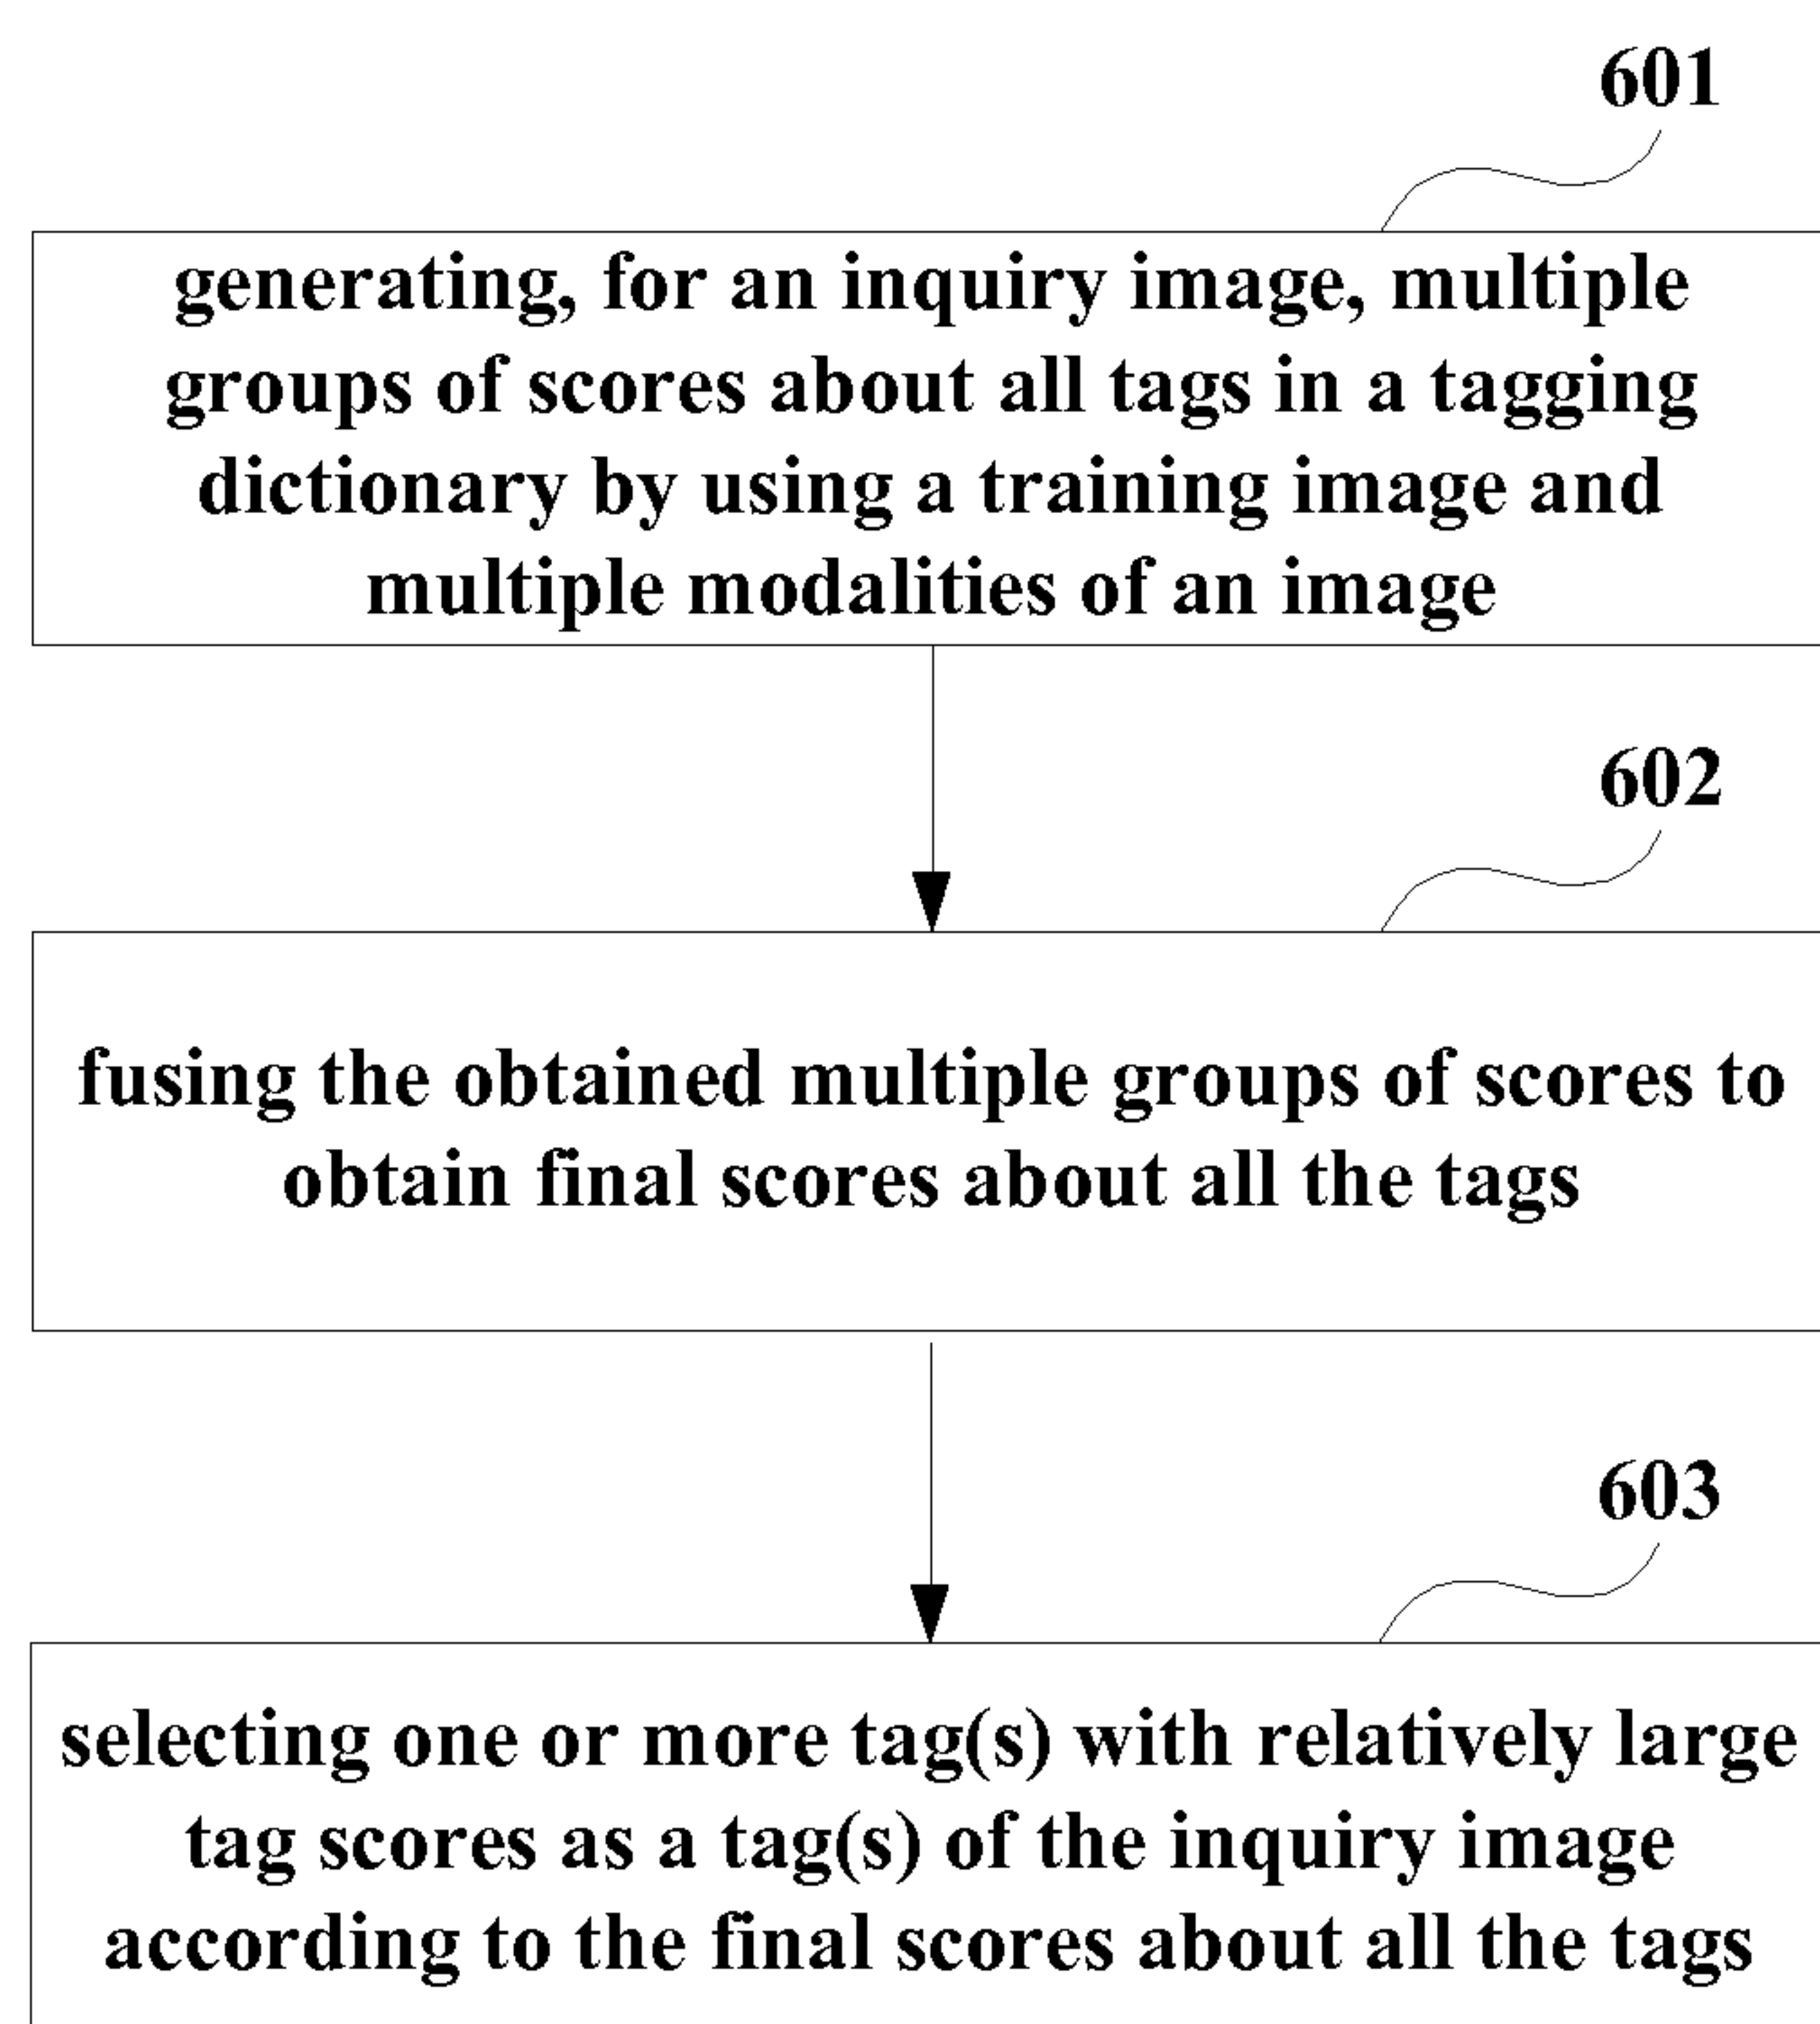 601
generating, for an inquiry image, multiple
groups of scores about all tags in a tagging
dictionary by using a training image and
multiple modalities of an image
602
fusing the obtained multiple groups of scores to
obtain final scores about all the tags
603
selecting one or more tag(s) with relatively large
tag scores as a tag(s) of the inquiry image
according to the final scores about all the tags